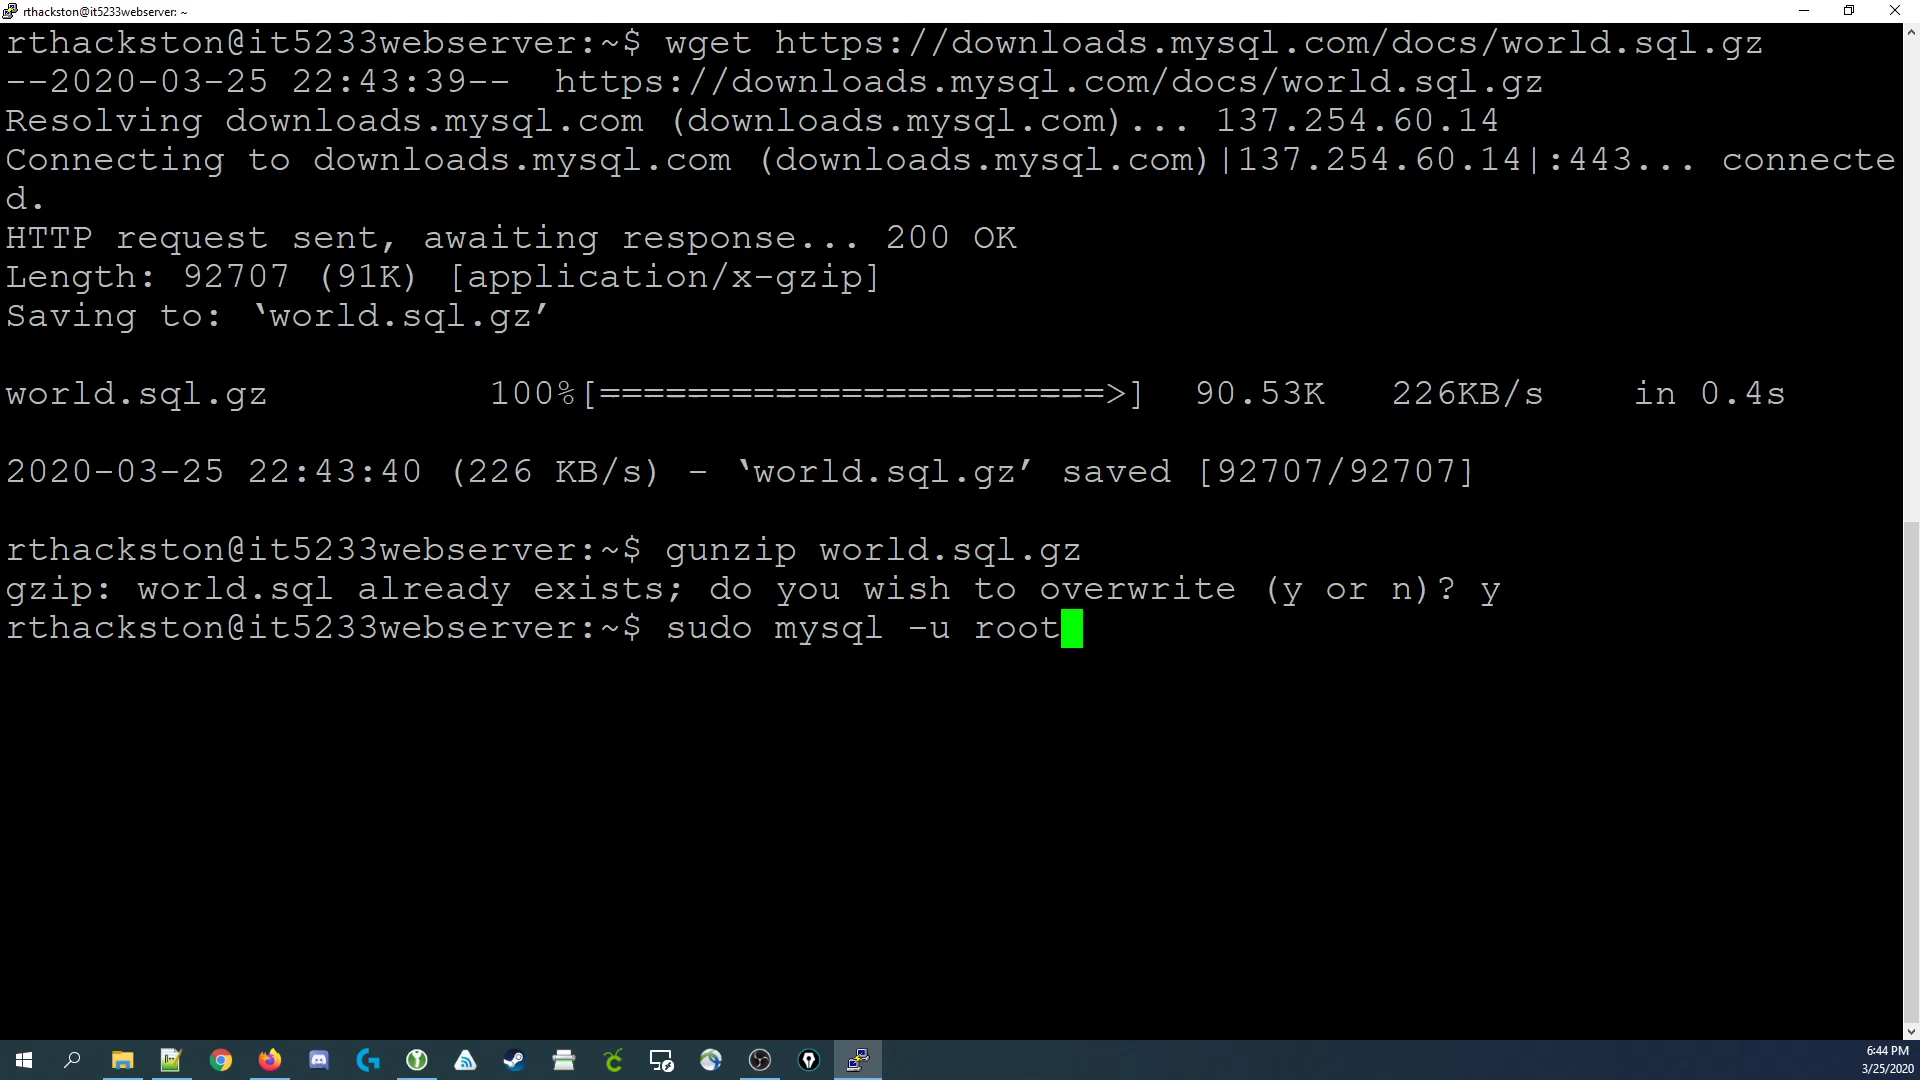 rthackston@it5233webserver: ~
rthackston@it5233webserver:~$ wget https://downloads.mysql.com/docs/world.sql.gz
--2020-03-25 22:43:39--  https://downloads.mysql.com/docs/world.sql.gz
Resolving downloads.mysql.com (downloads.mysql.com)... 137.254.60.14
Connecting to downloads.mysql.com (downloads.mysql.com)|137.254.60.14|:443... connecte
d.
HTTP request sent, awaiting response... 200 OK
Length: 92707 (91K) [application/x-gzip]
Saving to: ‘world.sql.gz’
world.sql.gz          100%[=======================>]  90.53K   226KB/s    in 0.4s
2020-03-25 22:43:40 (226 KB/s) - ‘world.sql.gz’ saved [92707/92707]
rthackston@it5233webserver:~$ gunzip world.sql.gz
gzip: world.sql already exists; do you wish to overwrite (y or n)? y
rthackston@it5233webserver:~$ sudo mysql -u root
6:44 PM
3/25/2020